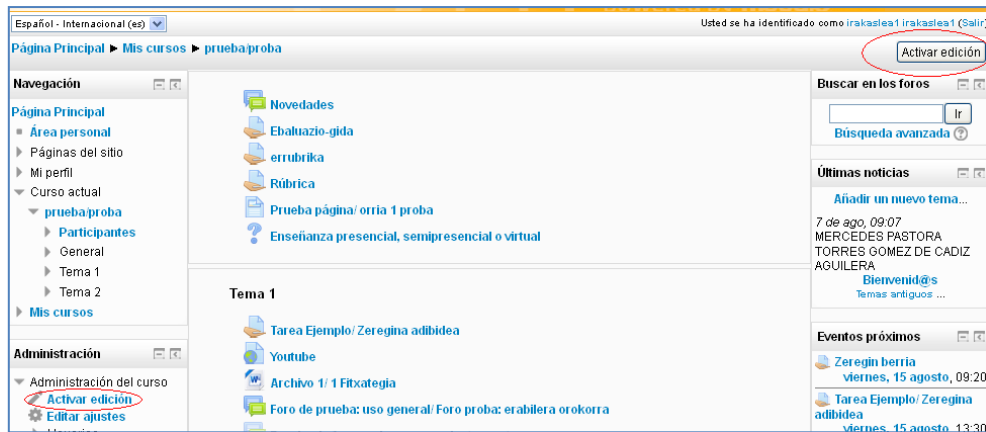 Español - Internacional (es)
Usted se ha identificado como irakaslea1 irakaslea1 (Salir)
Página Principal ► Mis cursos ► prueba/proba
Activar edición
Navegación
Página Principal
Área personal
Páginas del sitio
Mi perfil
Curso actual
prueba/proba
Participantes
General
Tema 1
Tema 2
Mis cursos
Administración
Administración del curso
Activar edición
Editar ajustes
Novedades
Ebaluazio-gida
errubrika
Rúbrica
Prueba página/ orria 1 proba
Enseñanza presencial, semipresencial o virtual
Tema 1
Tarea Ejemplo/ Zeregina adibidea
Youtube
Archivo 1/ 1 Fitxategia
Foro de prueba: uso general/ Foro proba: erabilera orokorra
Buscar en los foros
Ir
Búsqueda avanzada
Últimas noticias
Añadir un nuevo tema...
7 de ago, 09:07
MERCEDES PASTORA
TORRES GOMEZ DE CADIZ
AGUILERA
Bienvenid@s
Temas antiguos ...
Eventos próximos
Zeregin berria
viernes, 15 agosto, 09:20
Tarea Ejemplo/ Zeregina
adibidea
viernes, 15 agosto, 13:30